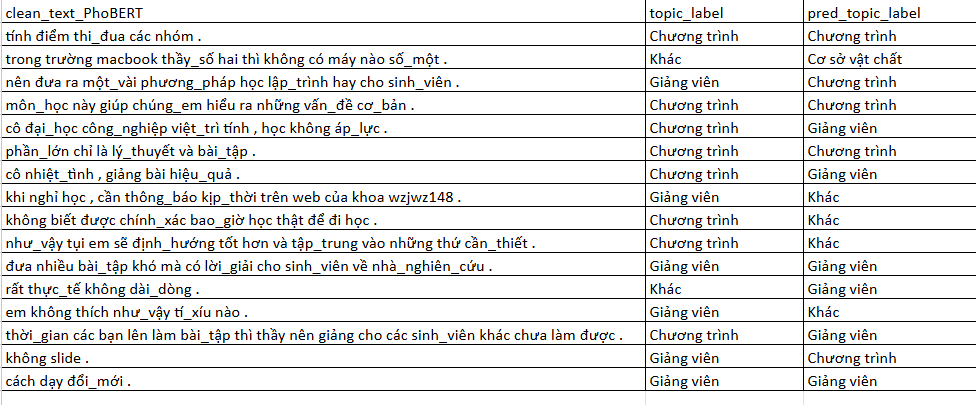 clean_text_PhoBERT topic_label pred_topic_label
tính điểm thi_đua các nhóm . Chương trình Chương trình
trong trường macbook thầy_số hai thì không có máy nào số_một . Khác Cơ sở vật chất
nên đưa ra một_vài phương_pháp học lập_trình hay cho sinh_viên . Giảng viên Chương trình
môn_học này giúp chúng_em hiểu ra những vấn_đề cơ_bản . Chương trình Chương trình
cô đại_học công_nghiệp việt_trì tính , học không áp_lực . Chương trình Giảng viên
phần_lớn chỉ là lý_thuyết và bài_tập . Chương trình Chương trình
cô nhiệt_tình , giảng bài hiệu_quả . Chương trình Giảng viên
khi nghỉ học , cần thông_báo kịp_thời trên web của khoa wzjwz148 . Giảng viên Khác
không biết được chính_xác bao_giờ học thật để đi học . Chương trình Khác
như_vậy tụi em sẽ định_hướng tốt hơn và tập_trung vào những thứ cần_thiết . Chương trình Khác
đưa nhiều bài_tập khó mà có lời_giải cho sinh_viên về nhà_nghiên_cứu . Giảng viên Giảng viên
rất thực_tế không dài_dòng . Khác Giảng viên
em không thích như_vậy tí_xíu nào . Giảng viên Khác
thời_gian các bạn lên làm bài_tập thì thầy nên giảng cho các sinh_viên khác chưa làm được . Chương trình Giảng viên
không slide . Giảng viên Chương trình
cách dạy đổi_mới . Giảng viên Giảng viên